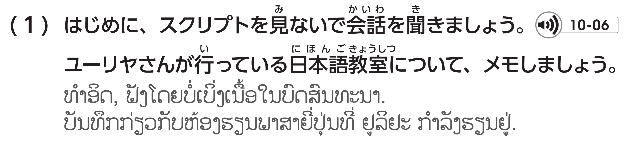 (1) はじめに、スクリプトを見ないで会話を聞きましょう。 10-06
ユーリヤさんが行っている日本語教室について、メモしましょう。
ທຳອິດ, ຟັງໂດຍບໍ່ເບິ່ງເນື້ອໃນບົດສົນທະນາ.
ບັນທຶກກ່ຽວກັບຫ້ອງຮຽນພາສາຍີ່ປຸ່ນທີ່ ຢູລິຢະ ກຳລັງຮຽນຢູ່.